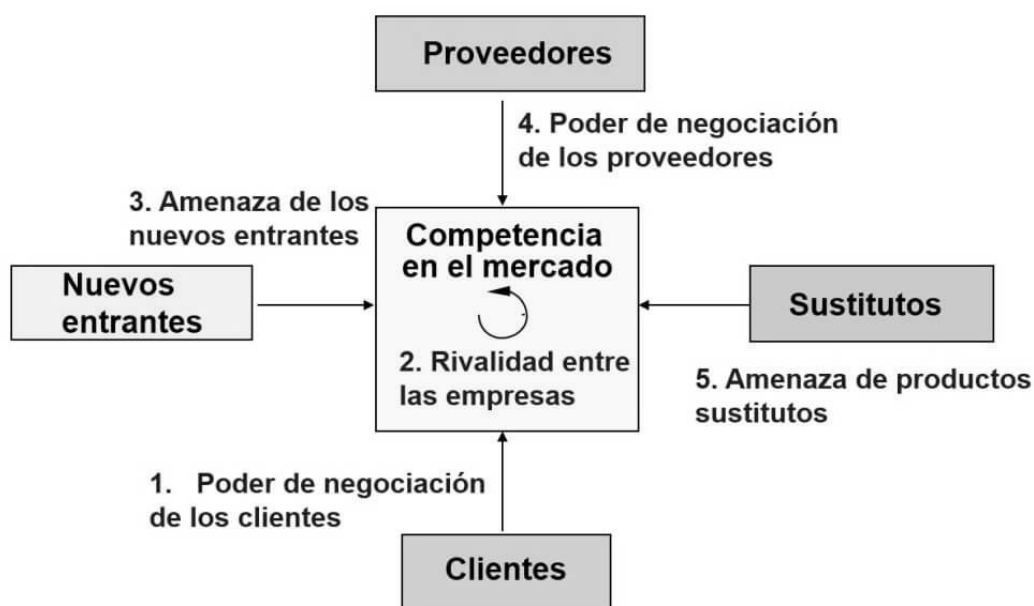 Proveedores
4. Poder de negociación
de los proveedores
3. Amenaza de los
nuevos entrantes
Competencia
en el mercado
Nuevos
entrantes
Sustitutos
2. Rivalidad entre
las empresas
5. Amenaza de productos
sustitutos
1. Poder de negociación
de los clientes
Clientes